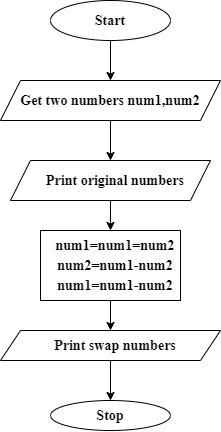 Start
Get two numbers num1,num2
Print original numbers
num1=num1=num2
num2=num1-num2
num1=num1-num2
Print swap numbers
Stop